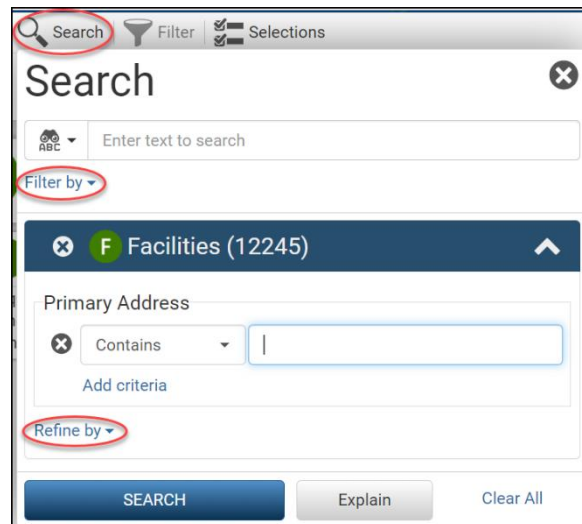 Search Filter Selections
Search
ABC Enter text to search
Filter by
F Facilities (12245)
Primary Address
Contains
Add criteria
Refine by
SEARCH Explain Clear All